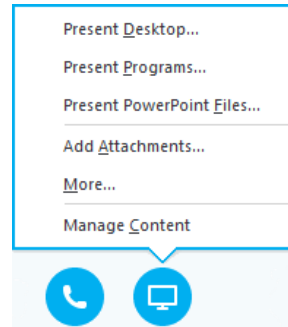 Present Desktop...
Present Programs...
Present PowerPoint Files...
Add Attachments...
More...
Manage Content